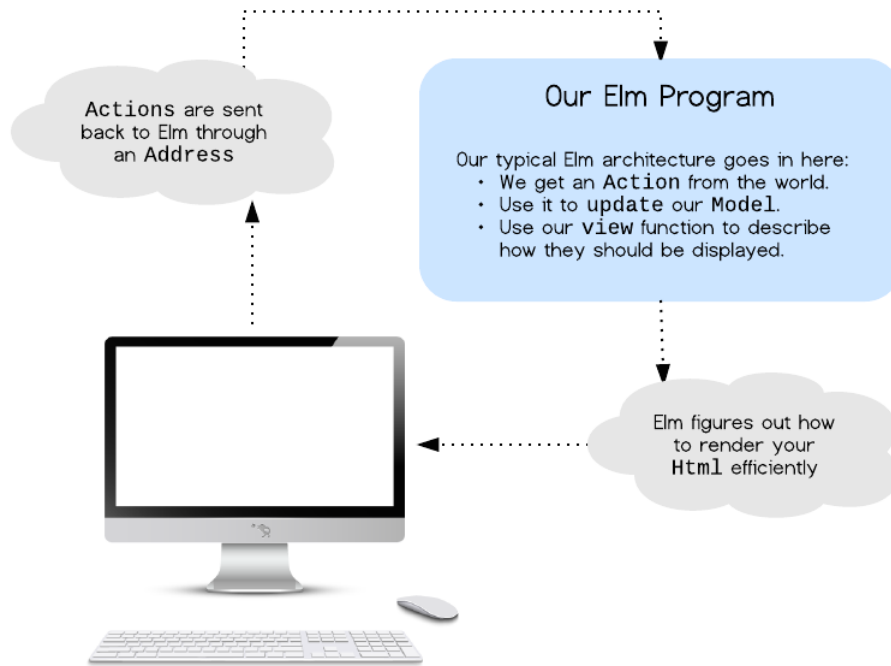 Actions are sent
back to Elm through
an Address
Our Elm Program
Our typical Elm architecture goes in here:
• We get an Action from the world.
• Use it to update our Model.
• Use our view function to describe
how they should be displayed.
Elm figures out how
to render your
Html efficiently